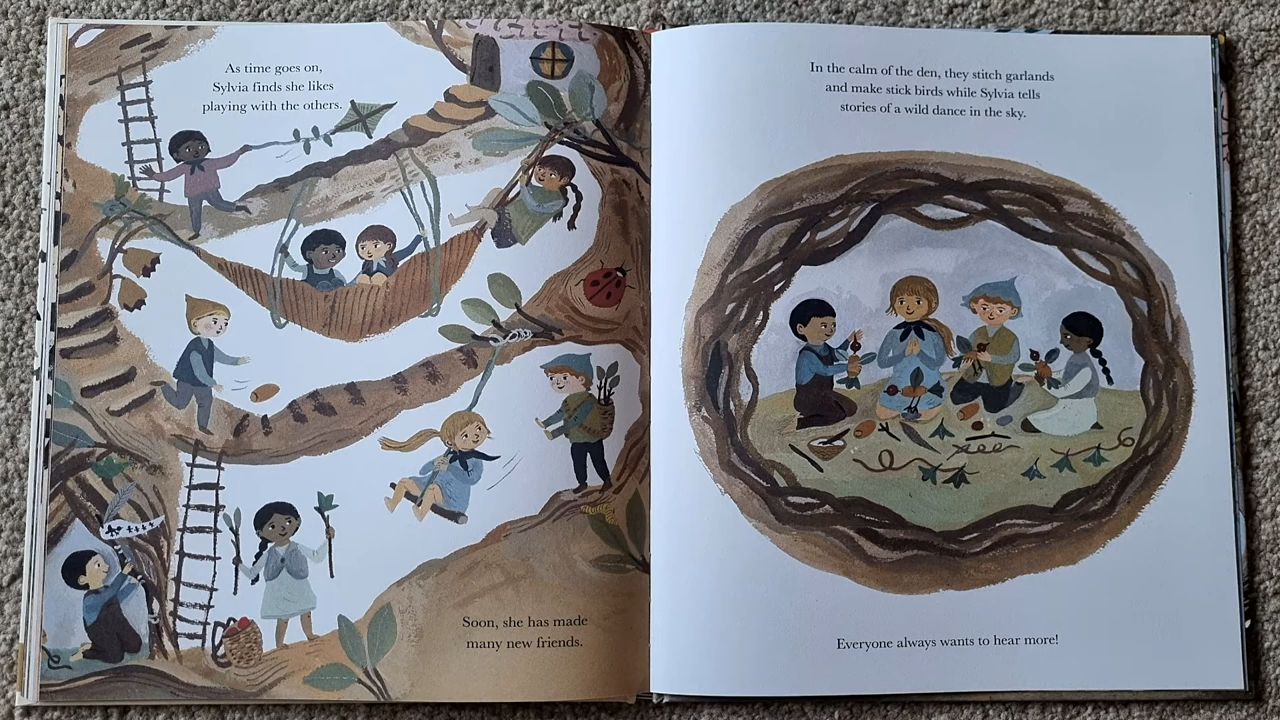 As time goes on,
Sylvia finds she likes
playing with the others.
Soon, she has made
many new friends.
In the calm of the den, they stitch garlands
and make stick birds while Sylvia tells
stories of a wild dance in the sky.
Everyone always wants to hear more!